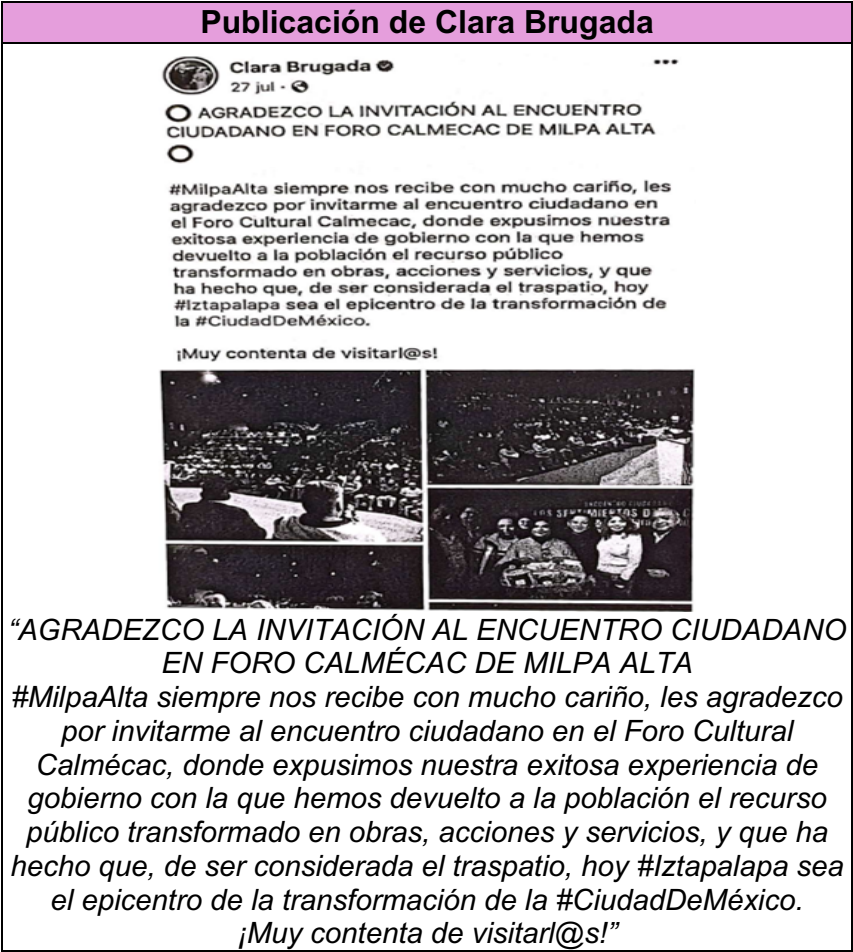 Publicación de Clara Brugada
Clara Brugada
27 jul ·
AGRADEZCO LA INVITACIÓN AL ENCUENTRO
CIUDADANO EN FORO CALMECAC DE MILPA ALTA
#MilpaAlta siempre nos recibe con mucho cariño, les
agradezco por invitarme al encuentro ciudadano en
el Foro Cultural Calmecac, donde expusimos nuestra
exitosa experiencia de gobierno con la que hemos
devuelto a la población el recurso público
transformado en obras, acciones y servicios, y que
ha hecho que, de ser considerada el traspatio, hoy
#Iztapalapa sea el epicentro de la transformación de
la #CiudadDeMéxico.
¡Muy contenta de visitarl@s!
ENCUENTRO CIUDADANO
LOS SENTIMIENTOS DE
“AGRADEZCO LA INVITACIÓN AL ENCUENTRO CIUDADANO
EN FORO CALMÉCAC DE MILPA ALTA
#MilpaAlta siempre nos recibe con mucho cariño, les agradezco
por invitarme al encuentro ciudadano en el Foro Cultural
Calmécac, donde expusimos nuestra exitosa experiencia de
gobierno con la que hemos devuelto a la población el recurso
público transformado en obras, acciones y servicios, y que ha
hecho que, de ser considerada el traspatio, hoy #Iztapalapa sea
el epicentro de la transformación de la #CiudadDeMéxico.
¡Muy contenta de visitarl@s!”